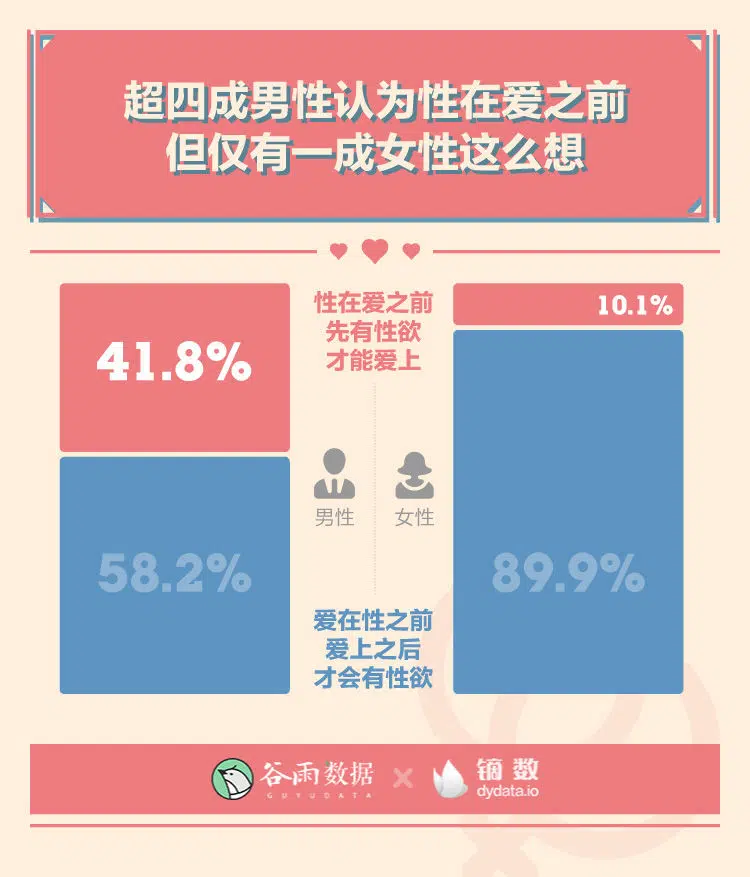 超四成男性认为性在爱之前
但仅有一成女性这么想
性在爱之前
先有性欲
才能爱上
41.8%
10.1%
男性
女性
58.2%
89.9%
爱在性之前
爱上之后
才会有性欲
谷雨数据
GUYUDATA
×
镝数
dydata.io